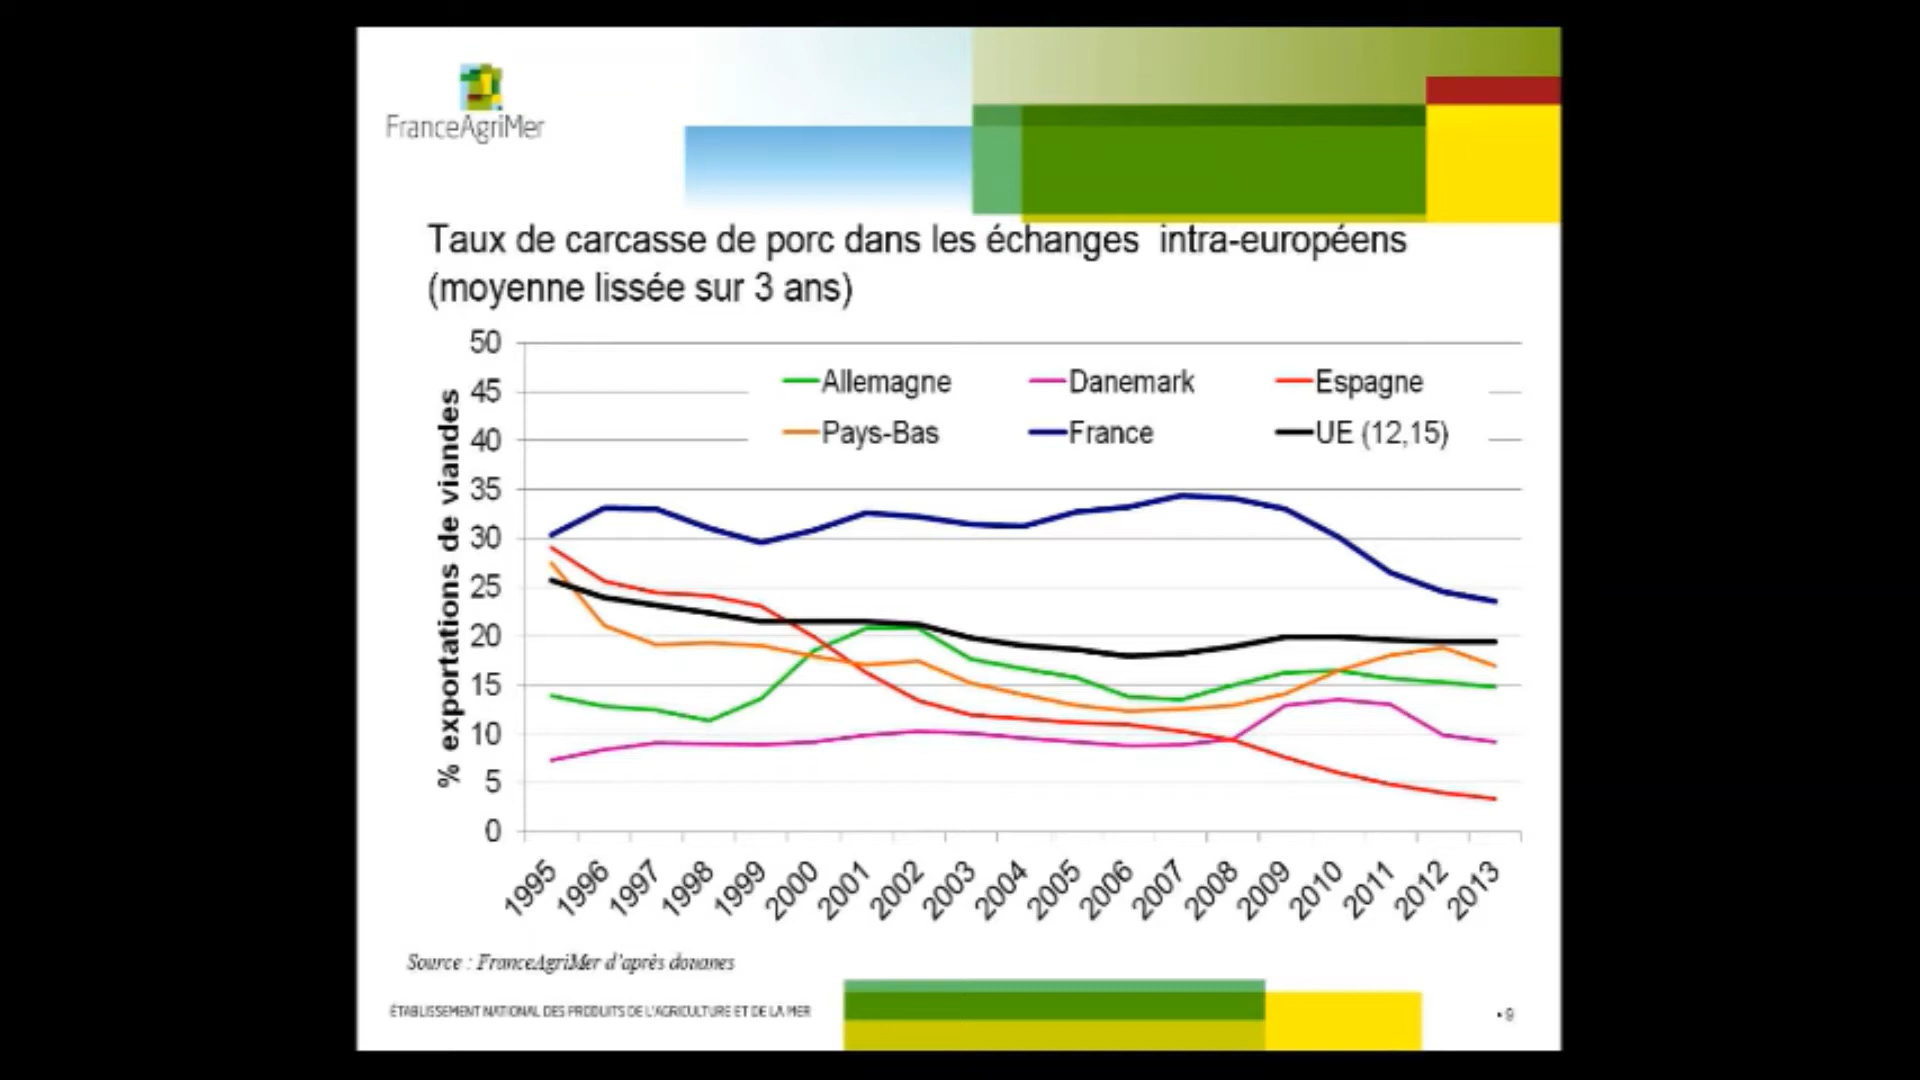 FranceAgriMer
Taux de carcasse de porc dans les échanges intra-européens
(moyenne lissée sur 3 ans)
% exportations de viandes
50
45
40
35
30
25
20
15
10
5
0
Allemagne
Danemark
Espagne
Pays-Bas
France
UE (12,15)
1995
1996
1997
1998
1999
2000
2001
2002
2003
2004
2005
2006
2007
2008
2009
2010
2011
2012
2013
Source : FranceAgriMer d'après douanes
ÉTABLISSEMENT NATIONAL DES PRODUITS DE L'AGRICULTURE ET DE LA MER
• 9